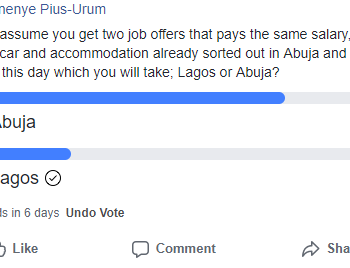 nenye Pius-Urum
assume you get two job offers that pays the same salary,
car and accommodation already sorted out in Abuja and
this day which you will take; Lagos or Abuja?
Abuja
agos
ds in 6 days Undo Vote
Like Comment Sha